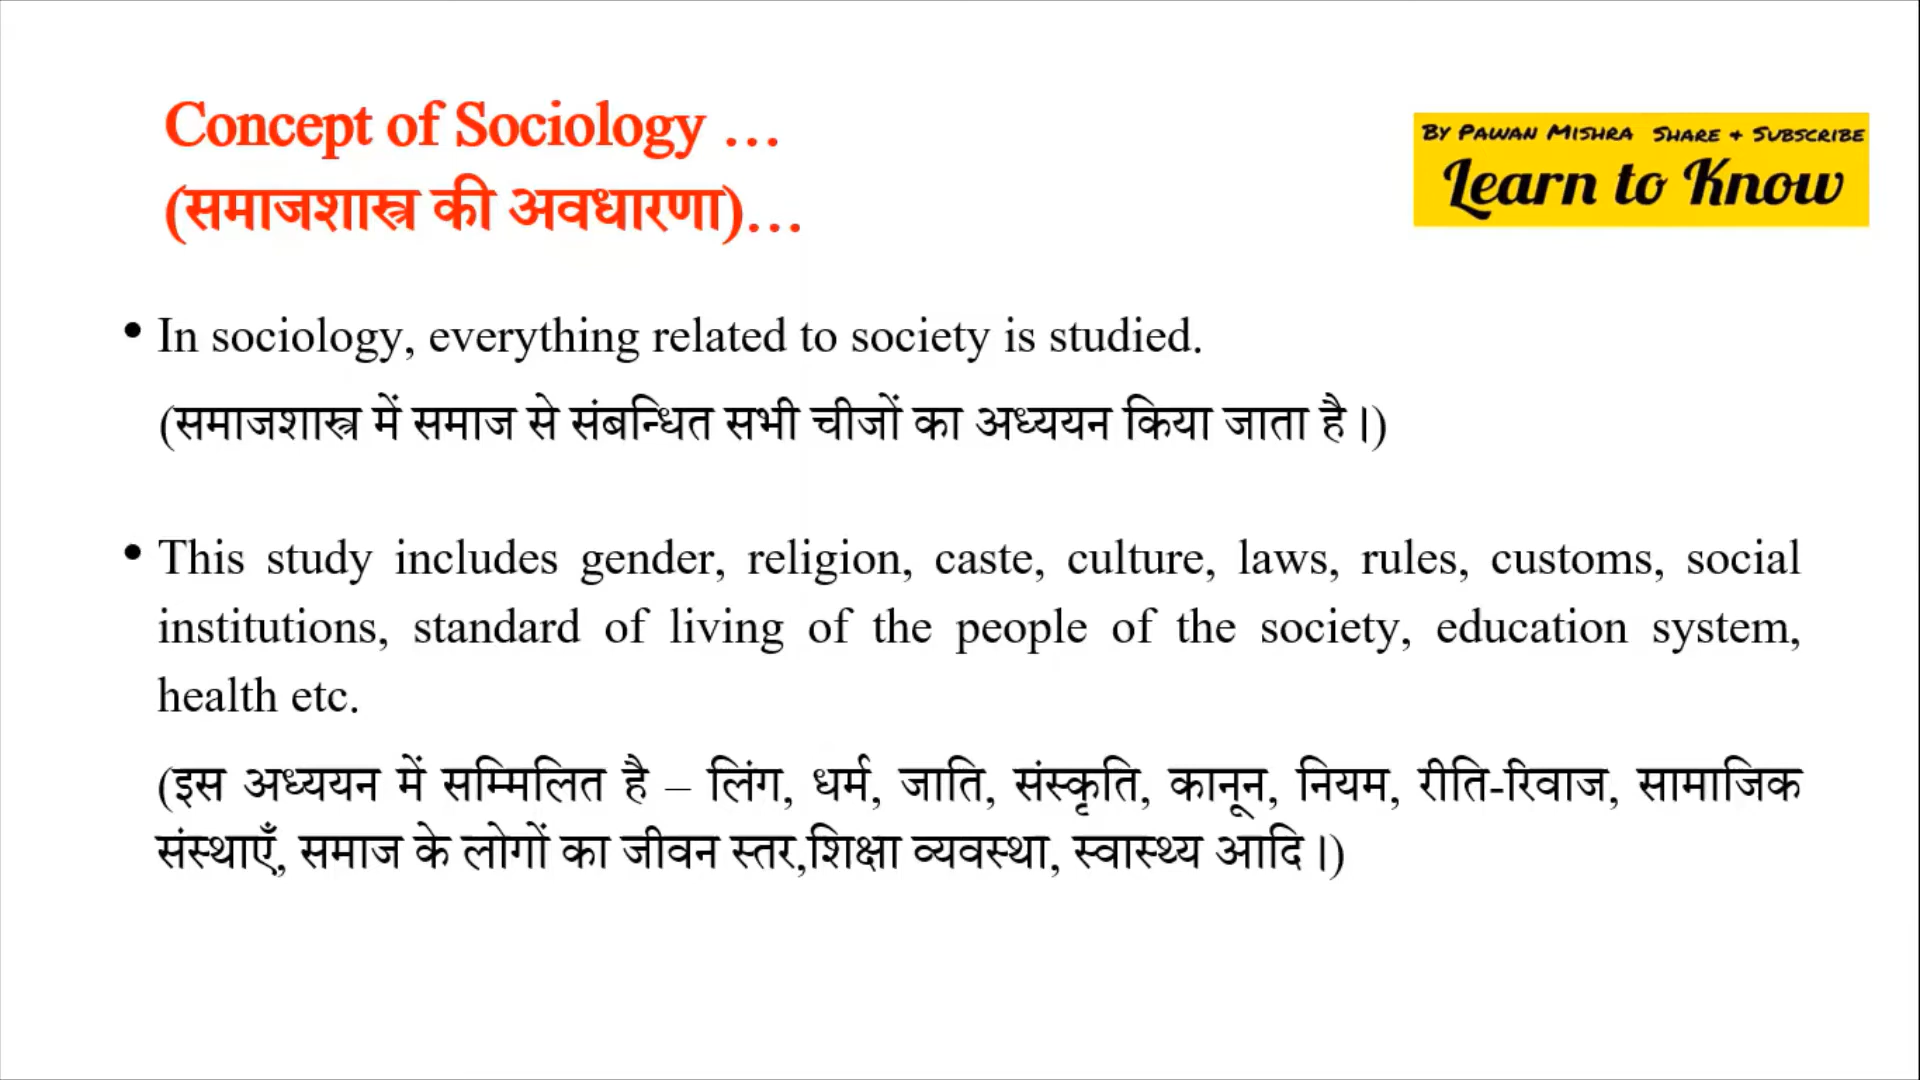 Concept of Sociology ...
(समाजशास्त्र की अवधारणा)...
By Pawan Mishra Share + Subscribe
Learn to Know
• In sociology, everything related to society is studied.
(समाजशास्त्र में समाज से संबन्धित सभी चीजों का अध्ययन किया जाता है।)
• This study includes gender, religion, caste, culture, laws, rules, customs, social
institutions, standard of living of the people of the society, education system,
health etc.
(इस अध्ययन में सम्मिलित है – लिंग, धर्म, जाति, संस्कृति, कानून, नियम, रीति-रिवाज, सामाजिक
संस्थाएँ, समाज के लोगों का जीवन स्तर,शिक्षा व्यवस्था, स्वास्थ्य आदि।)